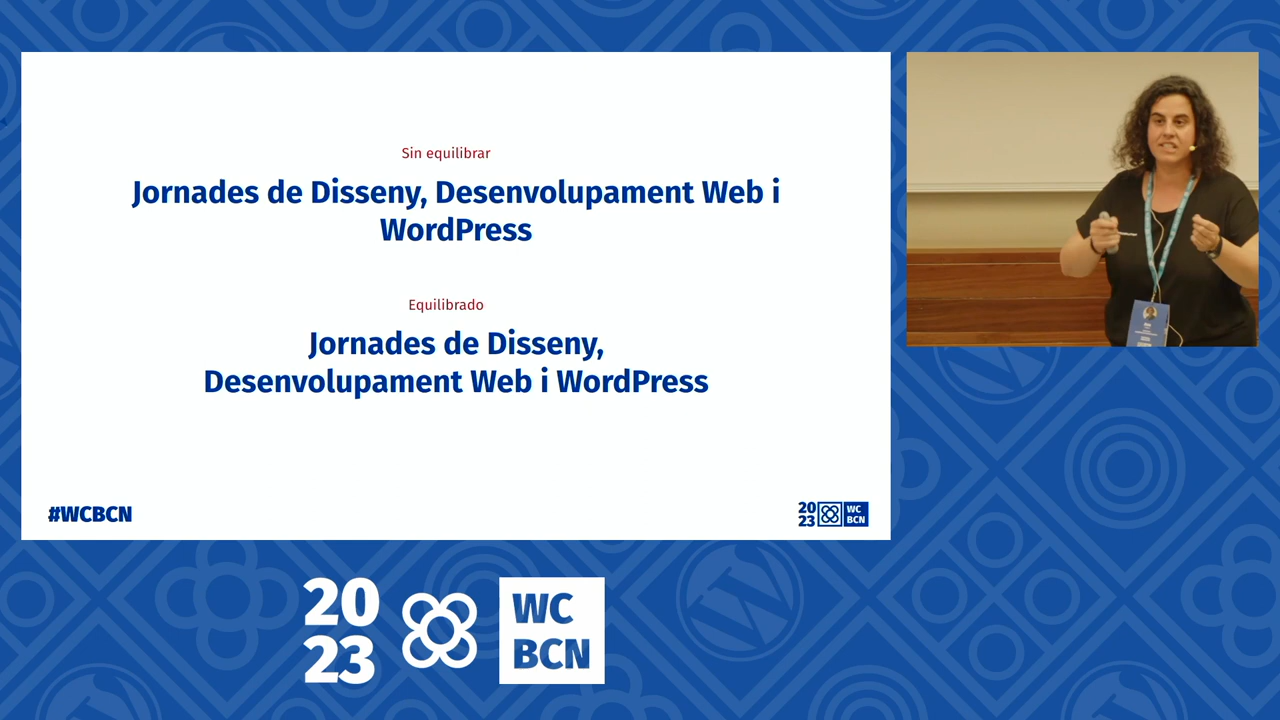 Sin equilibrar
Jornades de Disseny, Desenvolupament Web i
WordPress
Equilibrado
Jornades de Disseny,
Desenvolupament Web i WordPress
#WCBCN
20
23
WC
BCN
20
23
WC
BCN